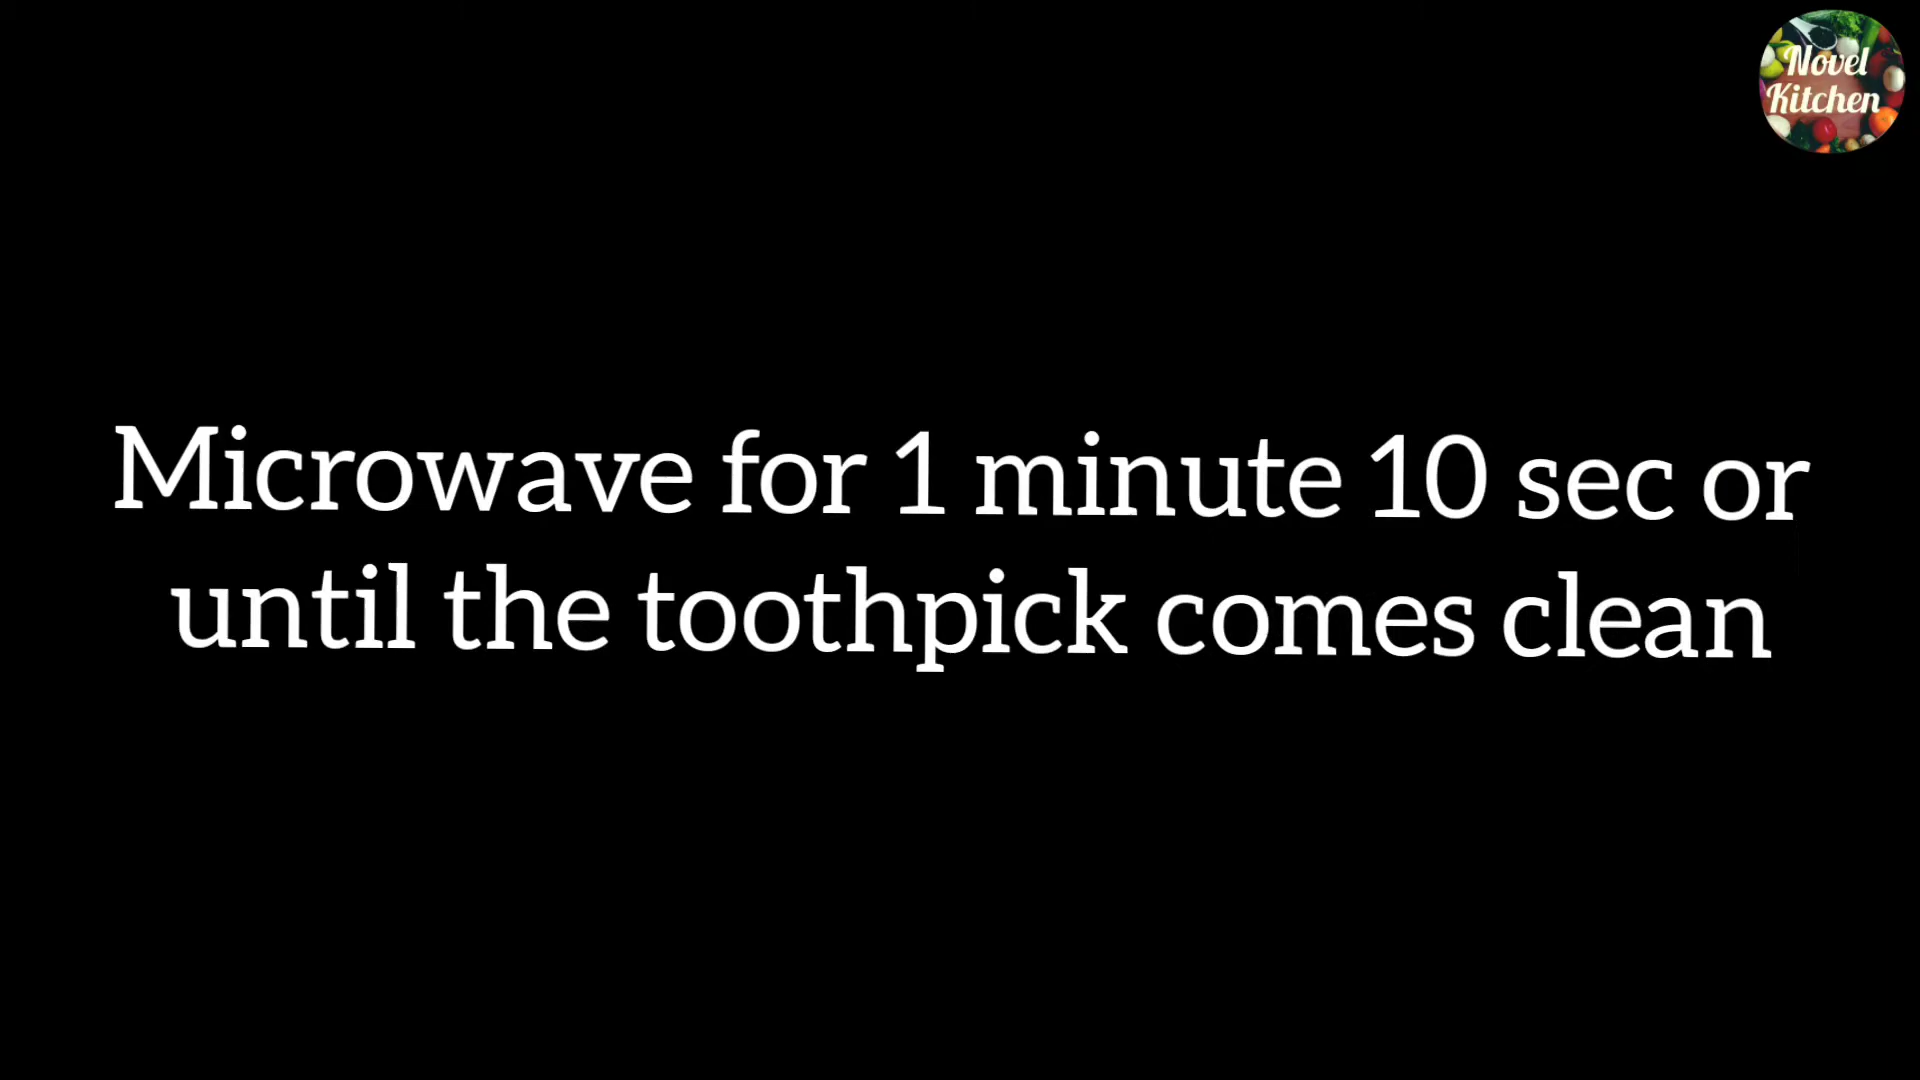 Novel
Kitchen
Microwave for 1 minute 10 sec or
until the toothpick comes clean